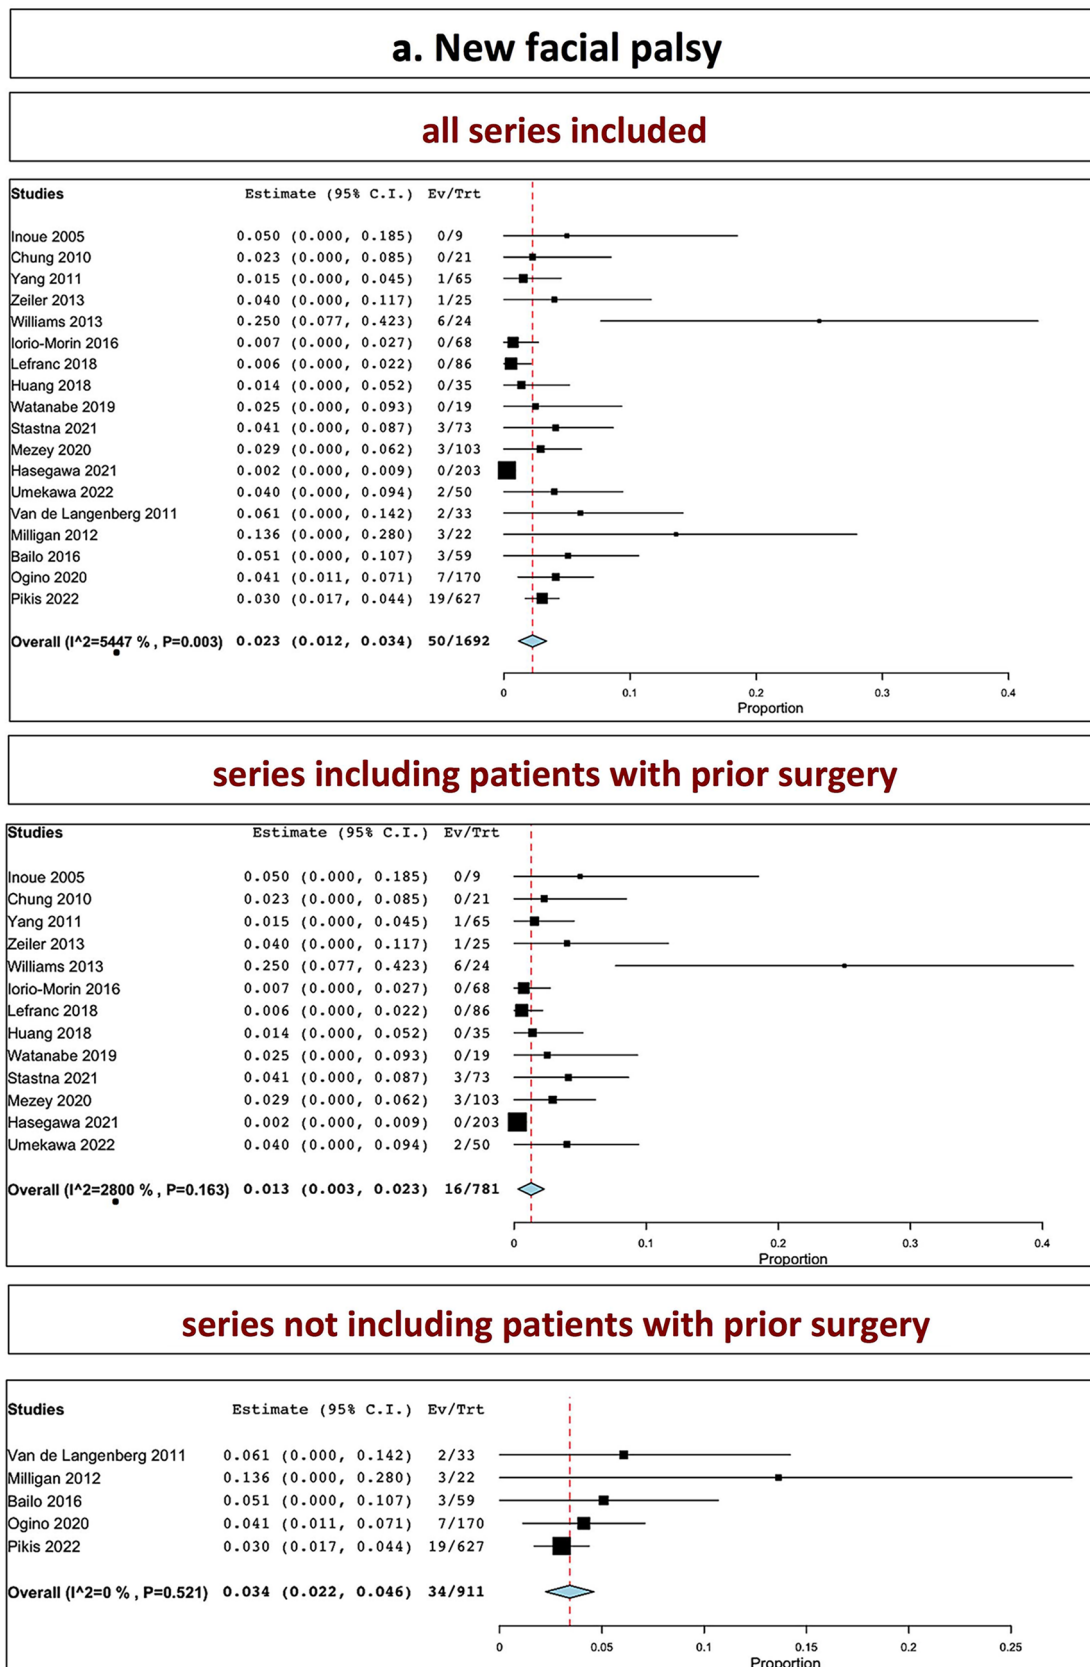 a. New facial palsy
all series included
Studies Estimate (95% C.I.) Ev/Trt
Inoue 2005 0.050 (0.000, 0.185) 0/9
Chung 2010 0.023 (0.000, 0.085) 0/21
Yang 2011 0.015 (0.000, 0.045) 1/65
Zeiler 2013 0.040 (0.000, 0.117) 1/25
Williams 2013 0.250 (0.077, 0.423) 6/24
Iorio-Morin 2016 0.007 (0.000, 0.027) 0/68
Lefranc 2018 0.006 (0.000, 0.022) 0/86
Huang 2018 0.014 (0.000, 0.052) 0/35
Watanabe 2019 0.025 (0.000, 0.093) 0/19
Stastna 2021 0.041 (0.000, 0.087) 3/73
Mezey 2020 0.029 (0.000, 0.062) 3/103
Hasegawa 2021 0.002 (0.000, 0.009) 0/203
Umekawa 2022 0.040 (0.000, 0.094) 2/50
Van de Langenberg 2011 0.061 (0.000, 0.142) 2/33
Milligan 2012 0.136 (0.000, 0.280) 3/22
Bailo 2016 0.051 (0.000, 0.107) 3/59
Ogino 2020 0.041 (0.011, 0.071) 7/170
Pikis 2022 0.030 (0.017, 0.044) 19/627
Overall (I^2=5447 % , P=0.003) 0.023 (0.012, 0.034) 50/1692
0 0.1 0.2 0.3 0.4
Proportion
series including patients with prior surgery
Studies Estimate (95% C.I.) Ev/Trt
Inoue 2005 0.050 (0.000, 0.185) 0/9
Chung 2010 0.023 (0.000, 0.085) 0/21
Yang 2011 0.015 (0.000, 0.045) 1/65
Zeiler 2013 0.040 (0.000, 0.117) 1/25
Williams 2013 0.250 (0.077, 0.423) 6/24
Iorio-Morin 2016 0.007 (0.000, 0.027) 0/68
Lefranc 2018 0.006 (0.000, 0.022) 0/86
Huang 2018 0.014 (0.000, 0.052) 0/35
Watanabe 2019 0.025 (0.000, 0.093) 0/19
Stastna 2021 0.041 (0.000, 0.087) 3/73
Mezey 2020 0.029 (0.000, 0.062) 3/103
Hasegawa 2021 0.002 (0.000, 0.009) 0/203
Umekawa 2022 0.040 (0.000, 0.094) 2/50
Overall (I^2=2800 % , P=0.163) 0.013 (0.003, 0.023) 16/781
0 0.1 0.2 0.3 0.4
Proportion
series not including patients with prior surgery
Studies Estimate (95% C.I.) Ev/Trt
Van de Langenberg 2011 0.061 (0.000, 0.142) 2/33
Milligan 2012 0.136 (0.000, 0.280) 3/22
Bailo 2016 0.051 (0.000, 0.107) 3/59
Ogino 2020 0.041 (0.011, 0.071) 7/170
Pikis 2022 0.030 (0.017, 0.044) 19/627
Overall (I^2=0 % , P=0.521) 0.034 (0.022, 0.046) 34/911
0 0.05 0.1 0.15 0.2 0.25
Proportion